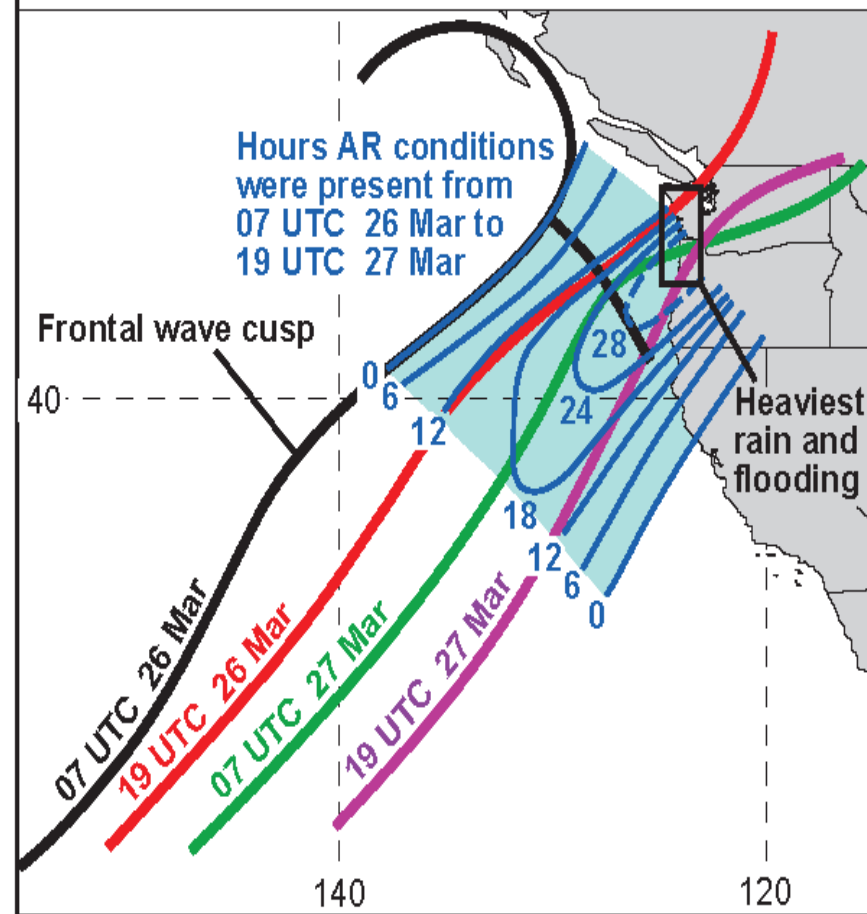 Hours AR conditions
were present from
07 UTC 26 Mar to
19 UTC 27 Mar
Frontal wave cusp
0
6
12
18
12
6
0
28
24
40
Heaviest
rain and
flooding
07 UTC 26 Mar
19 UTC 26 Mar
07 UTC 27 Mar
19 UTC 27 Mar
140
120